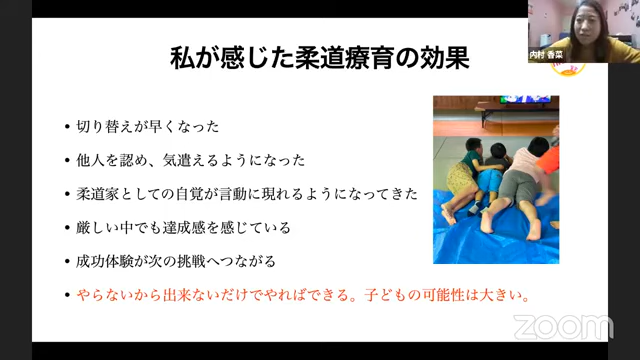 私が感じた柔道療育の効果
内村 香菜
• 切り替えが早くなった
• 他人を認め、気遣えるようになった
• 柔道家としての自覚が言動に現れるようになってきた
• 厳しい中でも達成感を感じている
• 成功体験が次の挑戦へつながる
• やらないから出来ないだけでやればできる。子どもの可能性は大きい。
zoom